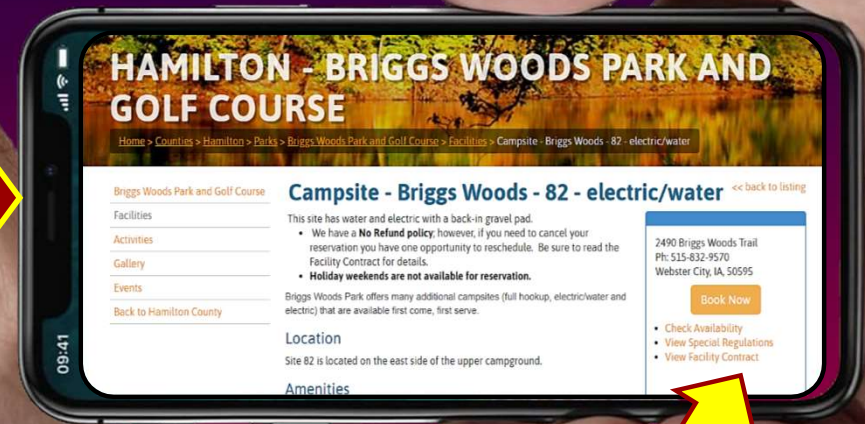 09:41
HAMILTON - BRIGGS WOODS PARK AND
GOLF COURSE
Home > Counties > Hamilton > Parks > Briggs Woods Park and Golf Course > Facilities > Campsite - Briggs Woods - 82 - electric/water
Briggs Woods Park and Golf Course
Facilities
Activities
Gallery
Events
Back to Hamilton County
Campsite - Briggs Woods - 82 - electric/water
<< back to listing
This site has water and electric with a back-in gravel pad.
• We have a No Refund policy; however, if you need to cancel your
reservation you have one opportunity to reschedule. Be sure to read the
Facility Contract for details.
• Holiday weekends are not available for reservation.
Briggs Woods Park offers many additional campsites (full hookup, electric/water and
electric) that are available first come, first serve.
Location
Site 82 is located on the east side of the upper campground.
Amenities
2490 Briggs Woods Trail
Ph: 515-832-9570
Webster City, IA, 50595
Book Now
• Check Availability
• View Special Regulations
• View Facility Contract